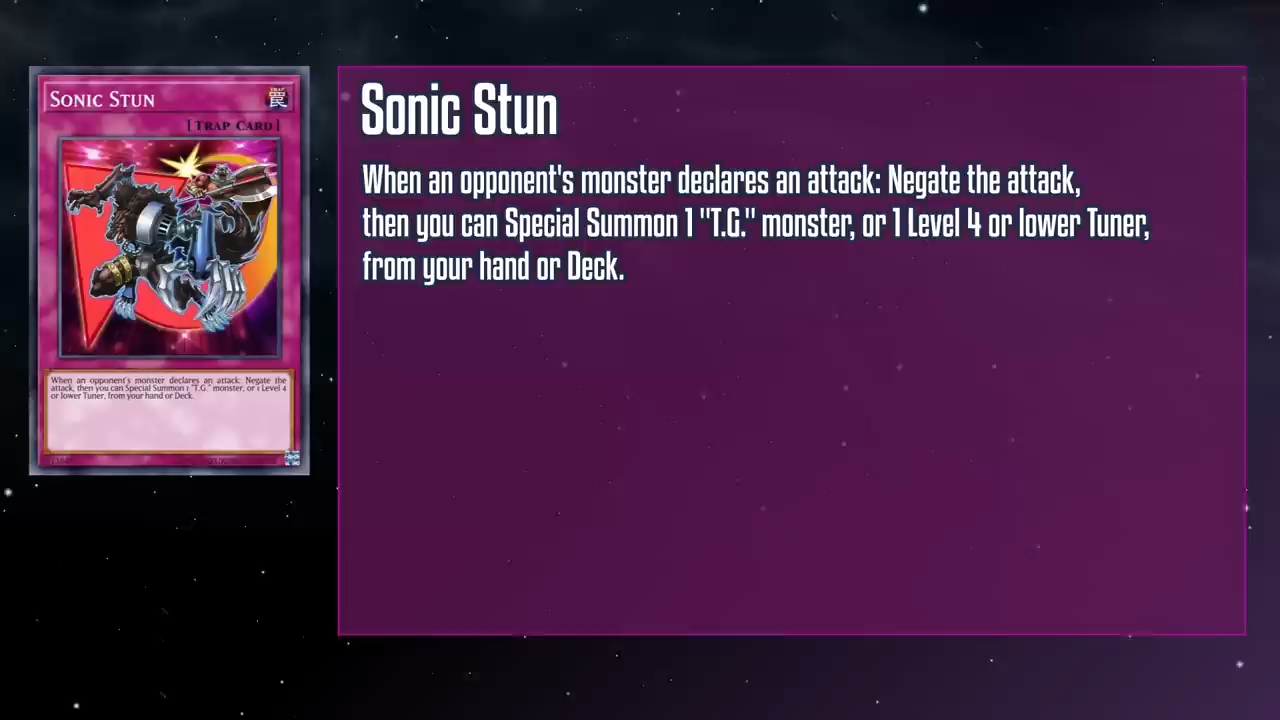 Sonic Stun
[Trap Card]
When an opponent's monster declares an attack: Negate the
attack, then you can Special Summon 1 "T.G." monster, or 1 Level 4
or lower Tuner, from your hand or Deck.
Sonic Stun
When an opponent's monster declares an attack: Negate the attack,
then you can Special Summon 1 "T.G." monster, or 1 Level 4 or lower Tuner,
from your hand or Deck.